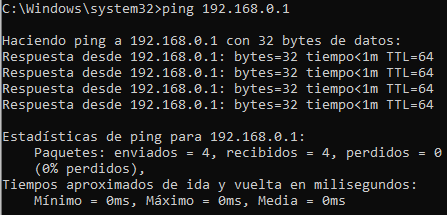 C:\Windows\system32>ping 192.168.0.1
Haciendo ping a 192.168.0.1 con 32 bytes de datos:
Respuesta desde 192.168.0.1: bytes=32 tiempo<1m TTL=64
Respuesta desde 192.168.0.1: bytes=32 tiempo<1m TTL=64
Respuesta desde 192.168.0.1: bytes=32 tiempo<1m TTL=64
Respuesta desde 192.168.0.1: bytes=32 tiempo<1m TTL=64
Estadísticas de ping para 192.168.0.1:
Paquetes: enviados = 4, recibidos = 4, perdidos = 0
(0% perdidos),
Tiempos aproximados de ida y vuelta en milisegundos:
Mínimo = 0ms, Máximo = 0ms, Media = 0ms